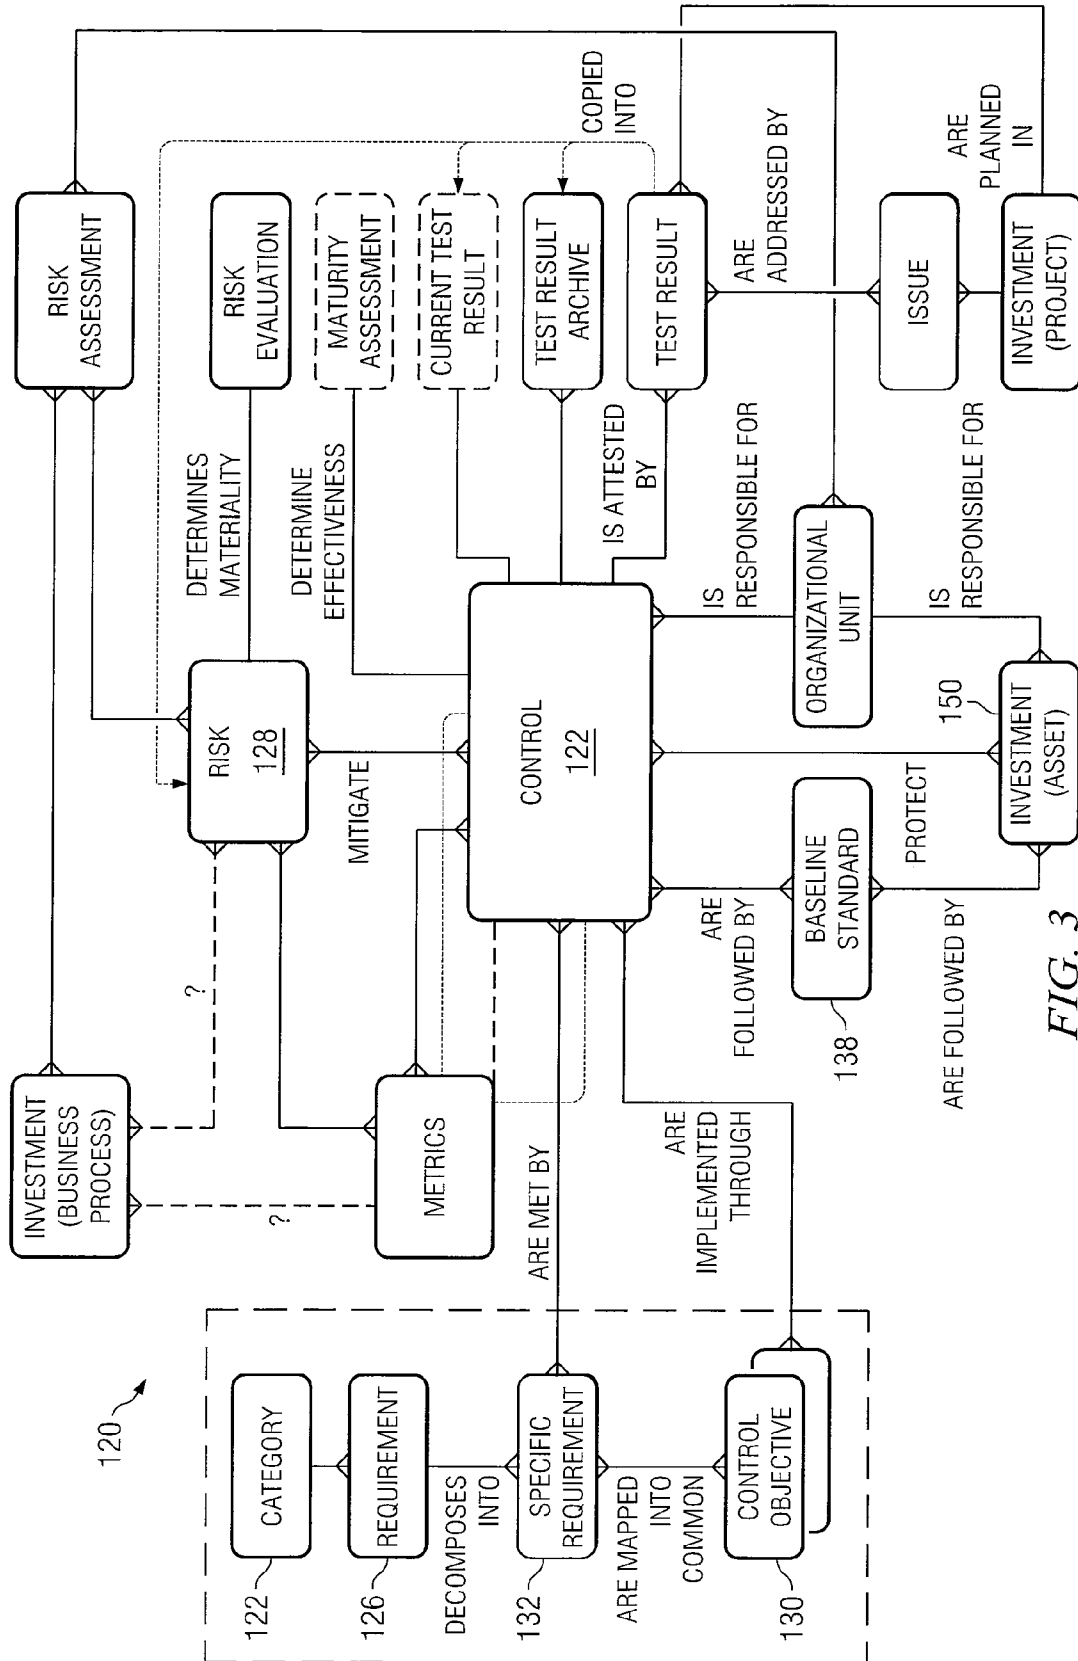 120
INVESTMENT
(BUSINESS
PROCESS)
RISK
ASSESSMENT
?
?
122
CATEGORY
RISK
128
DETERMINES
MATERIALITY
RISK
EVALUATION
126
REQUIREMENT
METRICS
MITIGATE
DETERMINE
EFFECTIVENESS
MATURITY
ASSESSMENT
DECOMPOSES
INTO
CURRENT TEST
RESULT
132
SPECIFIC
REQUIREMENT
ARE MET BY
CONTROL
122
TEST RESULT
ARCHIVE
COPIED
INTO
ARE MAPPED
INTO
COMMON
IS ATTESTED
BY
TEST RESULT
ARE
IMPLEMENTED
THROUGH
ARE
FOLLOWED BY
IS
RESPONSIBLE FOR
ARE
ADDRESSED BY
130
CONTROL
OBJECTIVE
138
BASELINE
STANDARD
ORGANIZATIONAL
UNIT
PROTECT
ISSUE
ARE FOLLOWED BY
150
IS
RESPONSIBLE FOR
ARE
PLANNED
IN
INVESTMENT
(ASSET)
INVESTMENT
(PROJECT)
FIG. 3